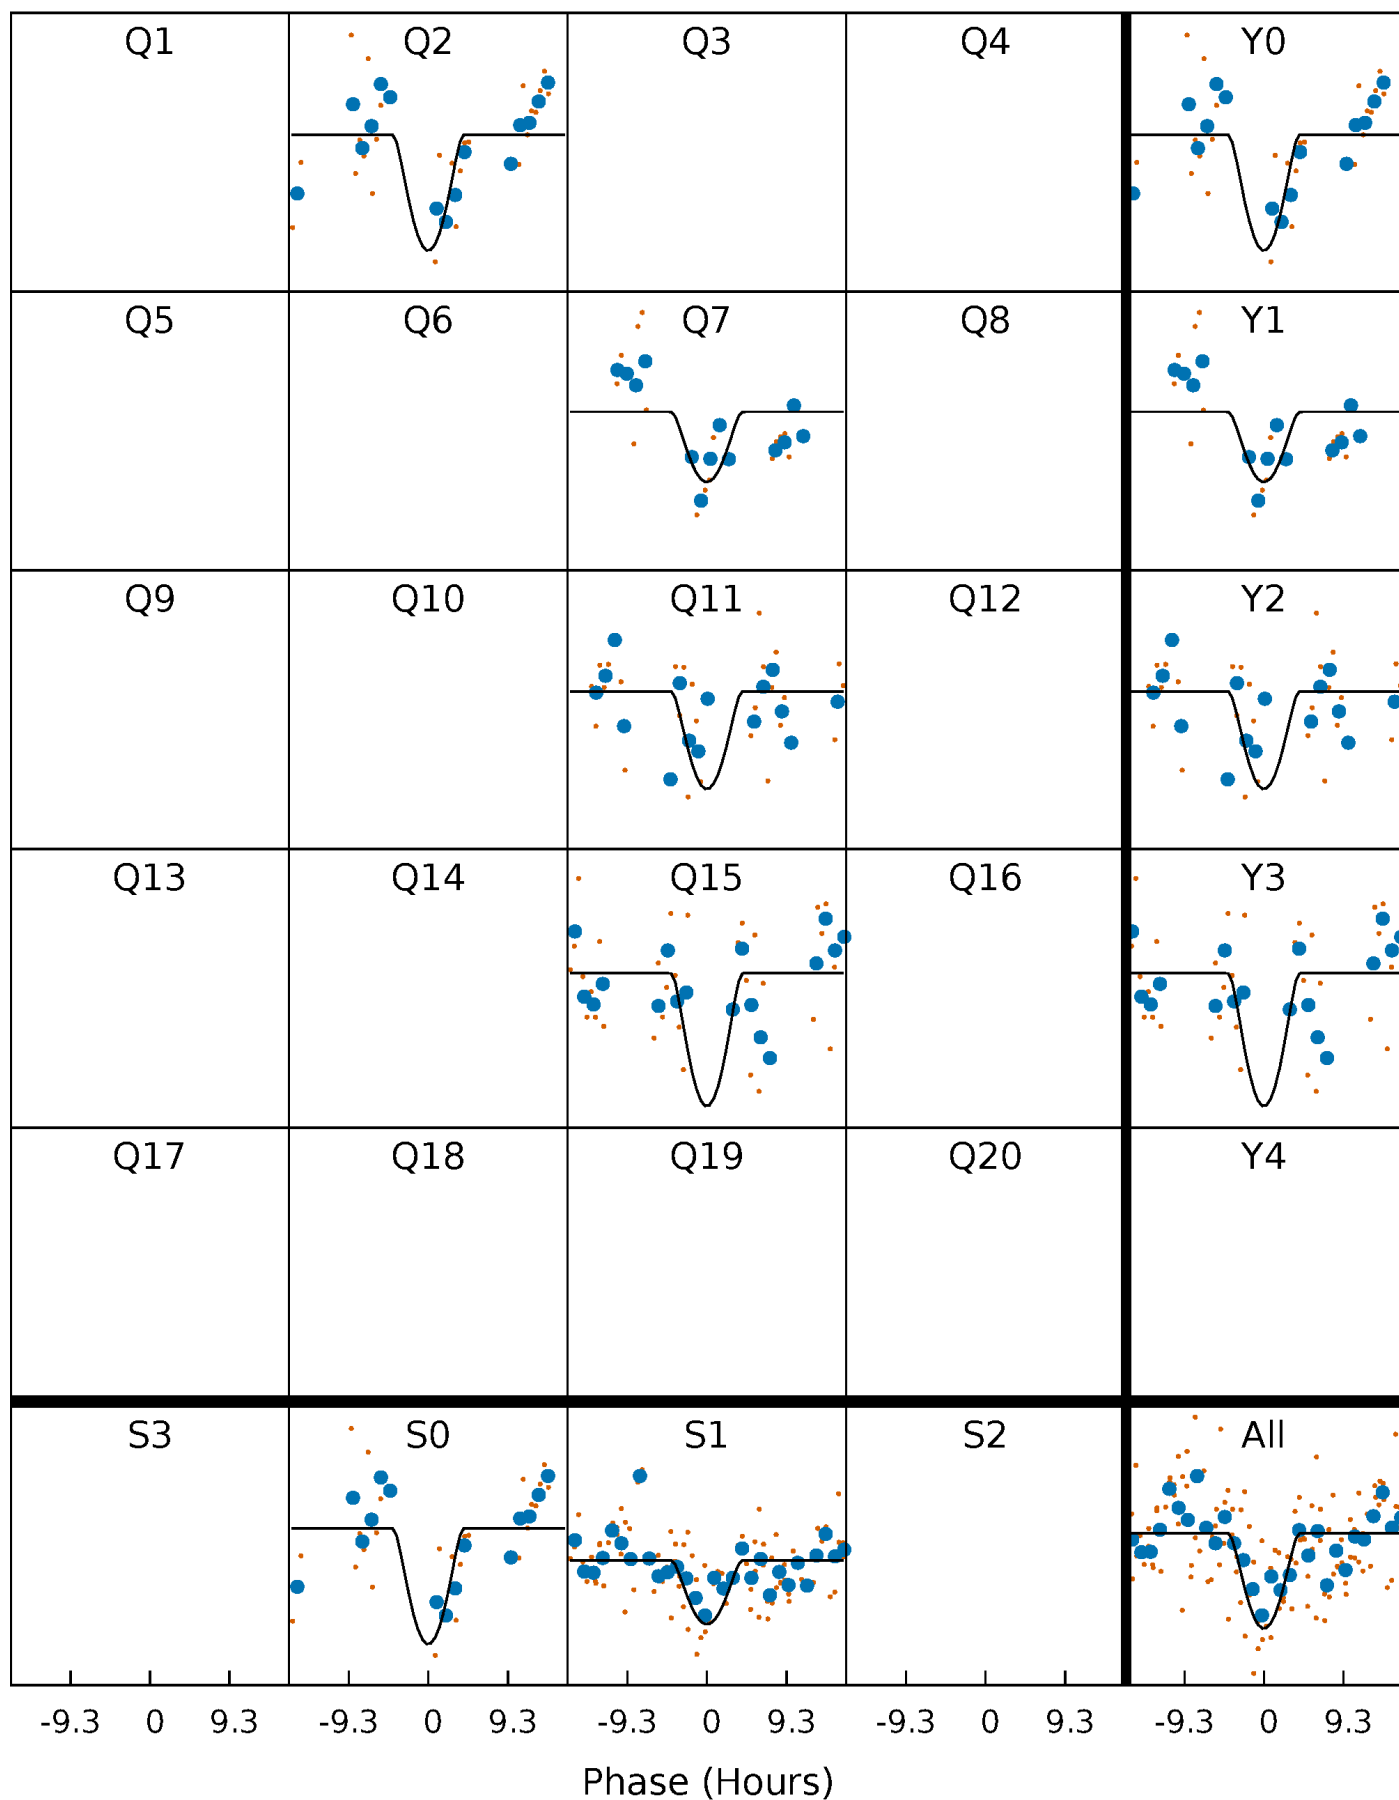 Q1 Q2 Q3 Q4 Y0
Q5 Q6 Q7 Q8 Y1
Q9 Q10 Q11 Q12 Y2
Q13 Q14 Q15 Q16 Y3
Q17 Q18 Q19 Q20 Y4
S3 S0 S1 S2 All
-9.3 0 9.3 -9.3 0 9.3 -9.3 0 9.3 -9.3 0 9.3 -9.3 0 9.3
Phase (Hours)